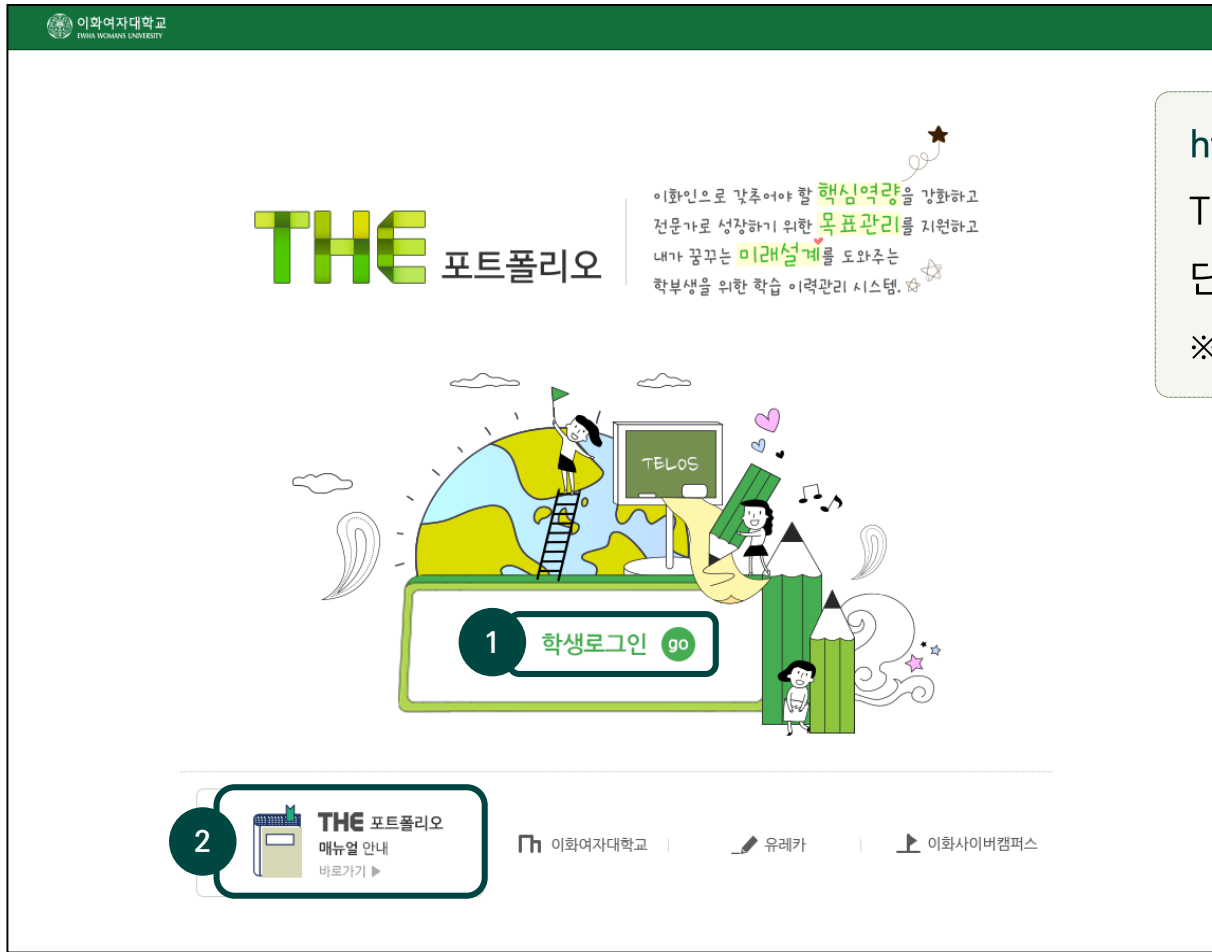 이화여자대학교
EWHA WOMANS UNIVERSITY
THE 포트폴리오
이화인으로 갖추어야 할 핵심역량을 강화하고
전문가로 성장하기 위한 목표관리를 지원하고
내가 꿈꾸는 미래설계를 도와주는
학부생을 위한 학습 이력관리 시스템.
T
※
TELOS
1 학생로그인 go
2
THE 포트폴리오
매뉴얼 안내
바로가기 ▶
이화여자대학교
유레카
이화사이버캠퍼스